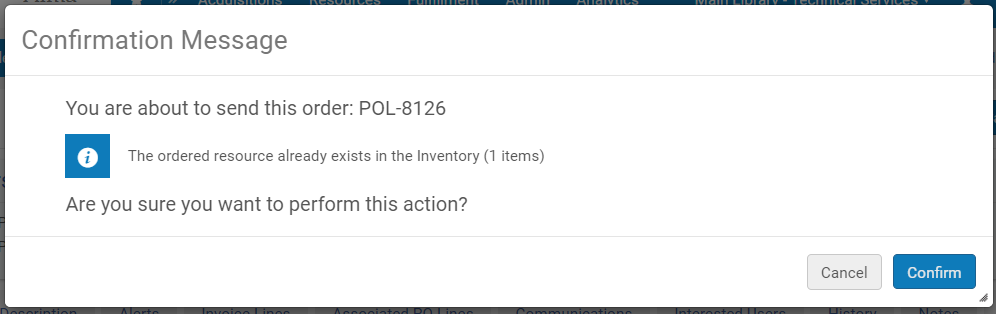 Acquisitions Resources Fulfilment Admin Analytics Main Library - Technical Services
Confirmation Message
You are about to send this order: POL-8126
The ordered resource already exists in the Inventory (1 items)
Are you sure you want to perform this action?
Cancel Confirm
Description Alerts Invoice Lines Associated PO Lines Communications Interested Users History Notes